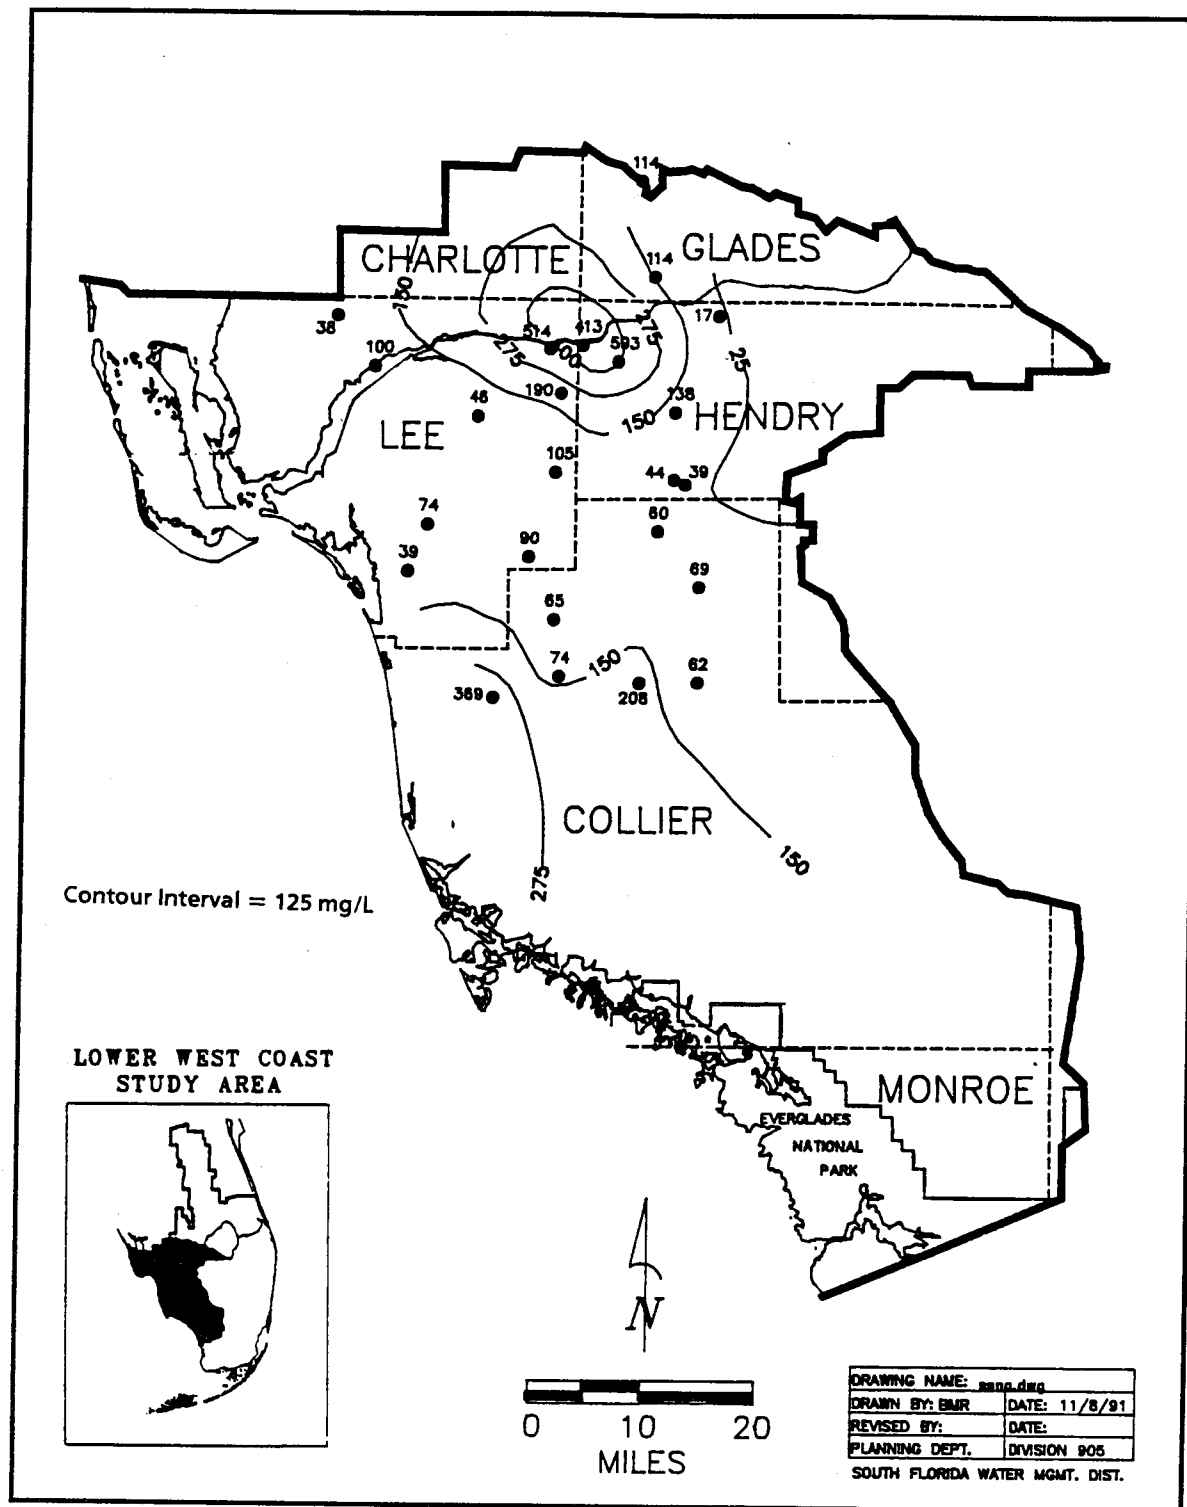 114
CHARLOTTE
GLADES
114
150
38
17
514
413
593
275
275
100
25
190
46
138
150
HENDRY
LEE
105
44
39
74
60
90
39
69
65
74
150
62
369
208
COLLIER
150
275
Contour Interval = 125 mg/L
LOWER WEST COAST
STUDY AREA
MONROE
EVERGLADES
NATIONAL
PARK
N
0 10 20
MILES
DRAWING NAME:
DRAWN BY: BMR DATE: 11/8/91
REVISED BY: DATE:
PLANNING DEPT. DIVISION 905
SOUTH FLORIDA WATER MGMT. DIST.